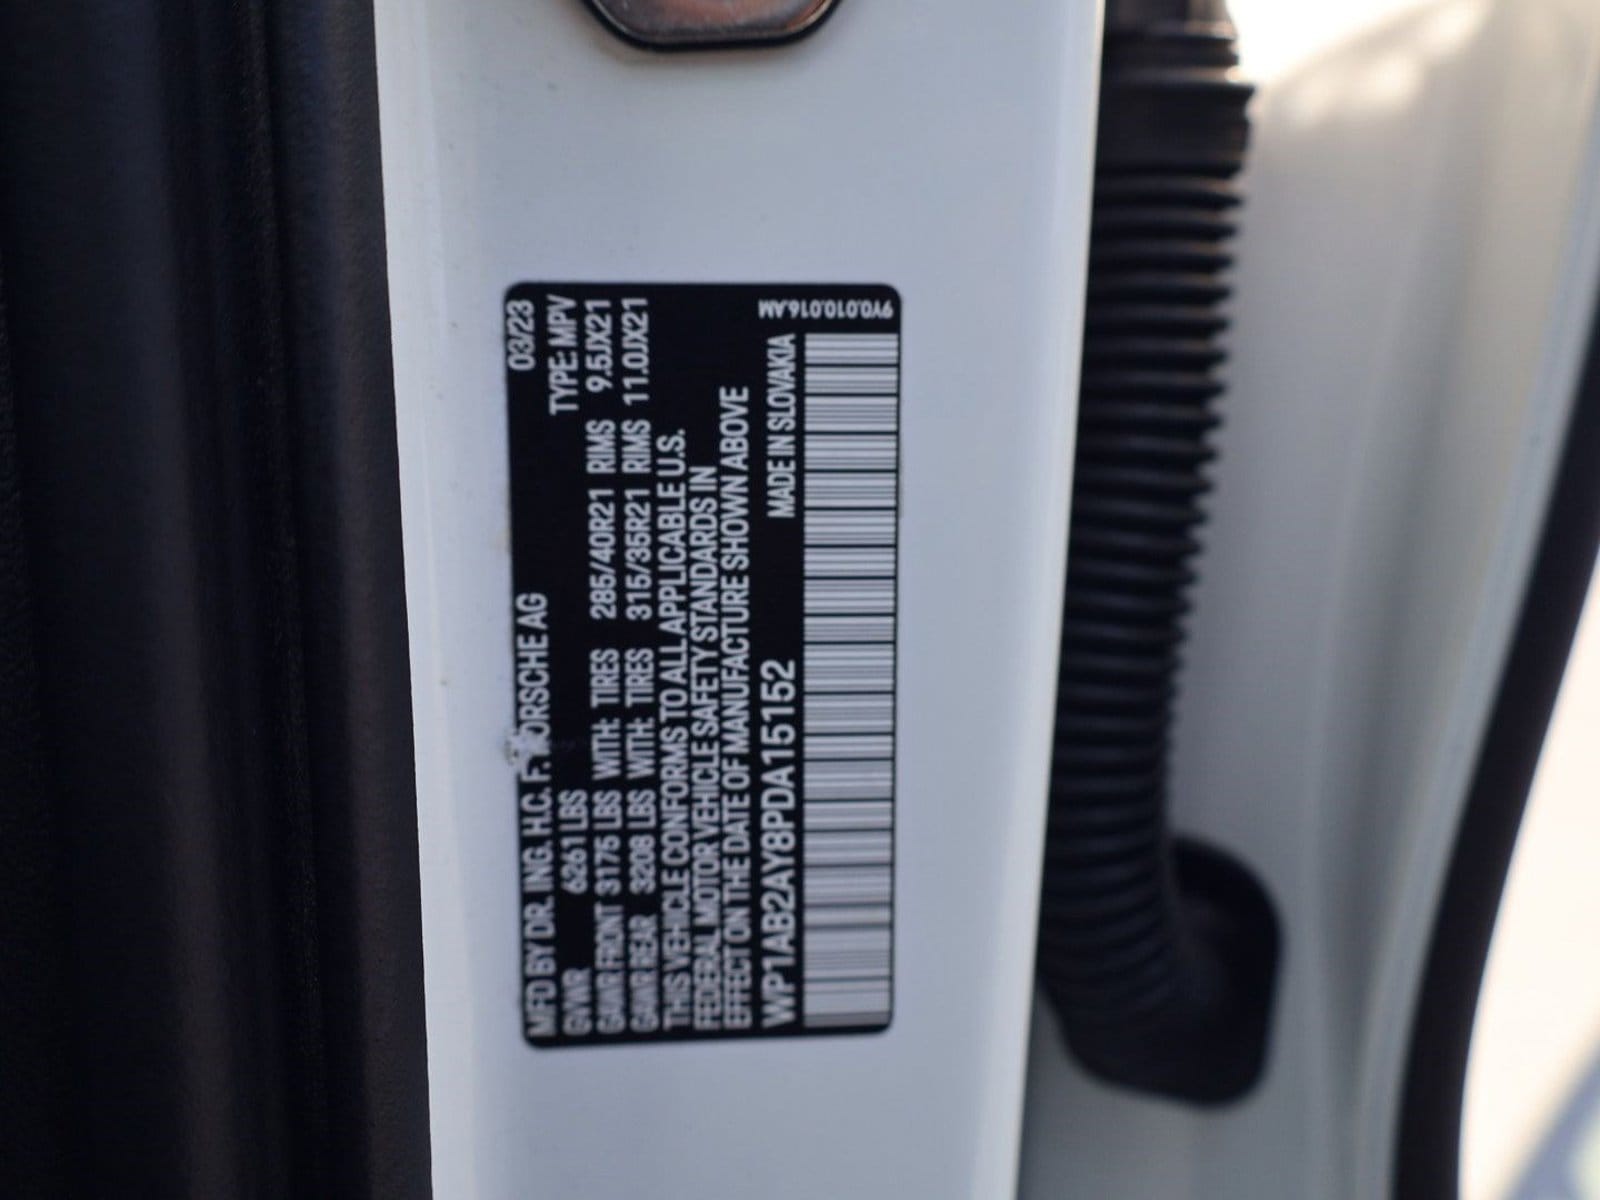 MFD BY DR. ING. H.C. F. PORSCHE AG 03/23
GVWR 6261 LBS TYPE: MPV
GAWR FRONT 3175 LBS WITH: TIRES 285/40R21 RIMS 9.5JX21
GAWR REAR 3208 LBS WITH: TIRES 315/35R21 RIMS 11.0JX21
THIS VEHICLE CONFORMS TO ALL APPLICABLE U.S.
FEDERAL MOTOR VEHICLE SAFETY STANDARDS IN
EFFECT ON THE DATE OF MANUFACTURE SHOWN ABOVE
WP1AB2AY8PDA15152 MADE IN SLOVAKIA
9Y0.010.016.AM